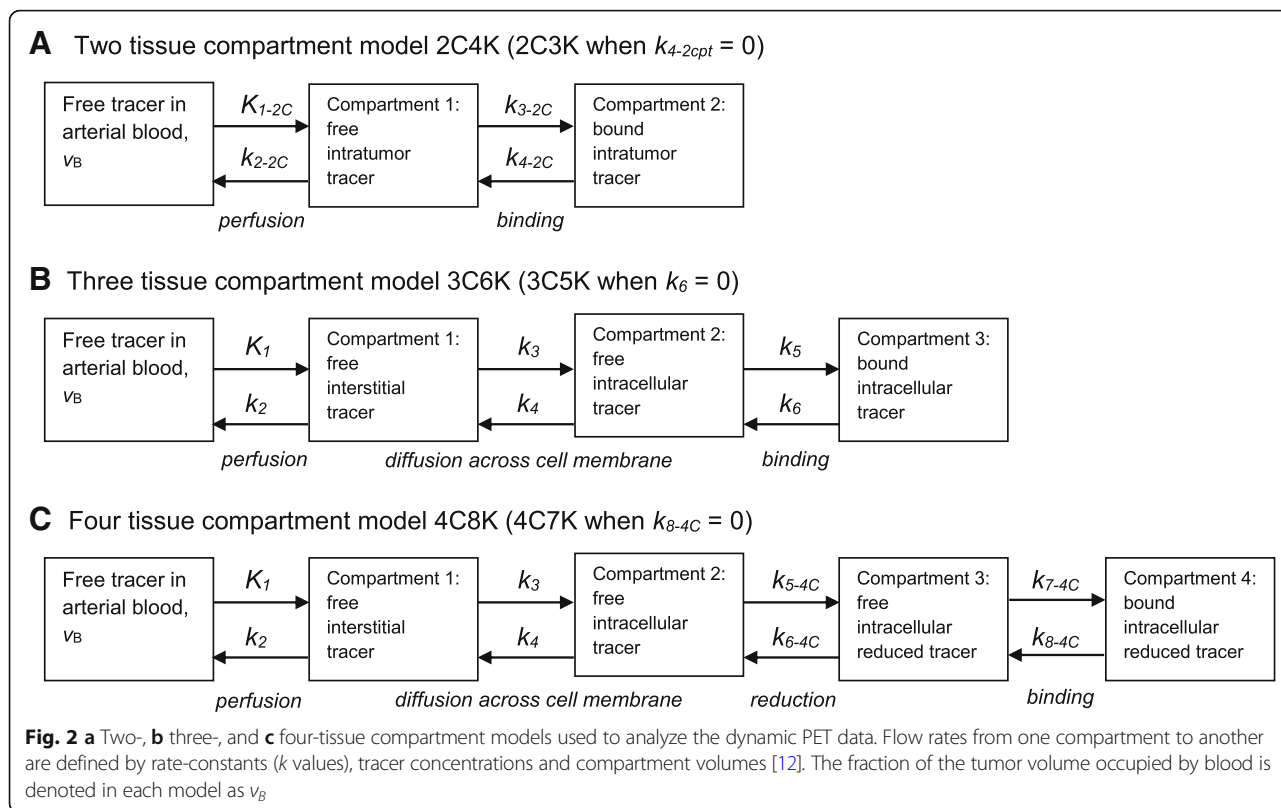 A Two tissue compartment model 2C4K (2C3K when k4-2cpt = 0)
Free tracer in
arterial blood,
vB
K1-2C
k2-2C
perfusion
Compartment 1:
free
intratumor
tracer
k3-2C
k4-2C
binding
Compartment 2:
bound
intratumor
tracer
B Three tissue compartment model 3C6K (3C5K when k6 = 0)
Free tracer in
arterial blood,
vB
K1
k2
perfusion
Compartment 1:
free
interstitial
tracer
k3
k4
diffusion across cell membrane
Compartment 2:
free
intracellular
tracer
k5
k6
binding
Compartment 3:
bound
intracellular
tracer
C Four tissue compartment model 4C8K (4C7K when k8-4C = 0)
Free tracer in
arterial blood,
vB
K1
k2
perfusion
Compartment 1:
free
interstitial
tracer
k3
k4
diffusion across cell membrane
Compartment 2:
free
intracellular
tracer
k5-4C
k6-4C
reduction
Compartment 3:
free
intracellular
reduced tracer
k7-4C
k8-4C
binding
Compartment 4:
bound
intracellular
reduced tracer
Fig. 2 a Two-, b three-, and c four-tissue compartment models used to analyze the dynamic PET data. Flow rates from one compartment to another
are defined by rate-constants (k values), tracer concentrations and compartment volumes [12]. The fraction of the tumor volume occupied by blood is
denoted in each model as vB